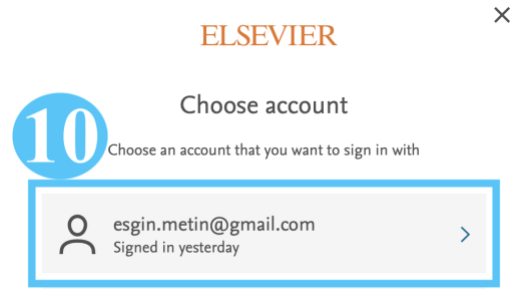 ELSEVIER
Choose account
10
Choose an account that you want to sign in with
esgin.metin@gmail.com
Signed in yesterday